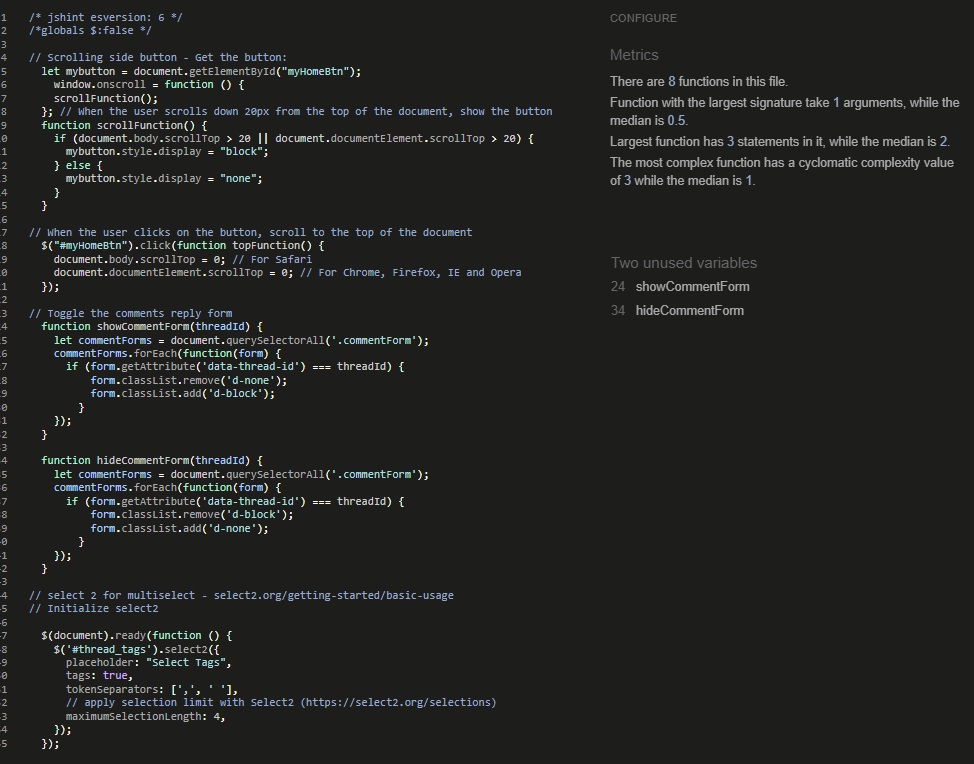 1 /* jshint esversion: 6 */
2 /*globals $:false */
3
4 // Scrolling side button - Get the button:
5 let mybutton = document.getElementById("myHomeBtn");
6 window.onscroll = function () {
7 scrollFunction();
8 }; // When the user scrolls down 20px from the top of the document, show the button
9 function scrollFunction() {
0 if (document.body.scrollTop > 20 || document.documentElement.scrollTop > 20) {
1 mybutton.style.display = "block";
2 } else {
3 mybutton.style.display = "none";
4 }
5 }
6
7 // When the user clicks on the button, scroll to the top of the document
8 $("#myHomeBtn").click(function topFunction() {
9 document.body.scrollTop = 0; // For Safari
0 document.documentElement.scrollTop = 0; // For Chrome, Firefox, IE and Opera
1 });
2
3 // Toggle the comments reply form
4 function showCommentForm(threadId) {
5 let commentForms = document.querySelectorAll('.commentForm');
6 commentForms.forEach(function(form) {
7 if (form.getAttribute('data-thread-id') === threadId) {
8 form.classList.remove('d-none');
9 form.classList.add('d-block');
0 }
1 });
2 }
3
4 function hideCommentForm(threadId) {
5 let commentForms = document.querySelectorAll('.commentForm');
6 commentForms.forEach(function(form) {
7 if (form.getAttribute('data-thread-id') === threadId) {
8 form.classList.remove('d-block');
9 form.classList.add('d-none');
0 }
1 });
2 }
3
4 // select 2 for multiselect - select2.org/getting-started/basic-usage
5 // Initialize select2
6
7 $(document).ready(function () {
8 $('#thread_tags').select2({
9 placeholder: "Select Tags",
0 tags: true,
1 tokenSeparators: [',', ' '],
2 // apply selection limit with Select2 (https://select2.org/selections)
3 maximumSelectionLength: 4,
4 });
5 });
CONFIGURE
Metrics
There are 8 functions in this file.
Function with the largest signature take 1 arguments, while the
median is 0.5.
Largest function has 3 statements in it, while the median is 2.
The most complex function has a cyclomatic complexity value
of 3 while the median is 1.
Two unused variables
24 showCommentForm
34 hideCommentForm